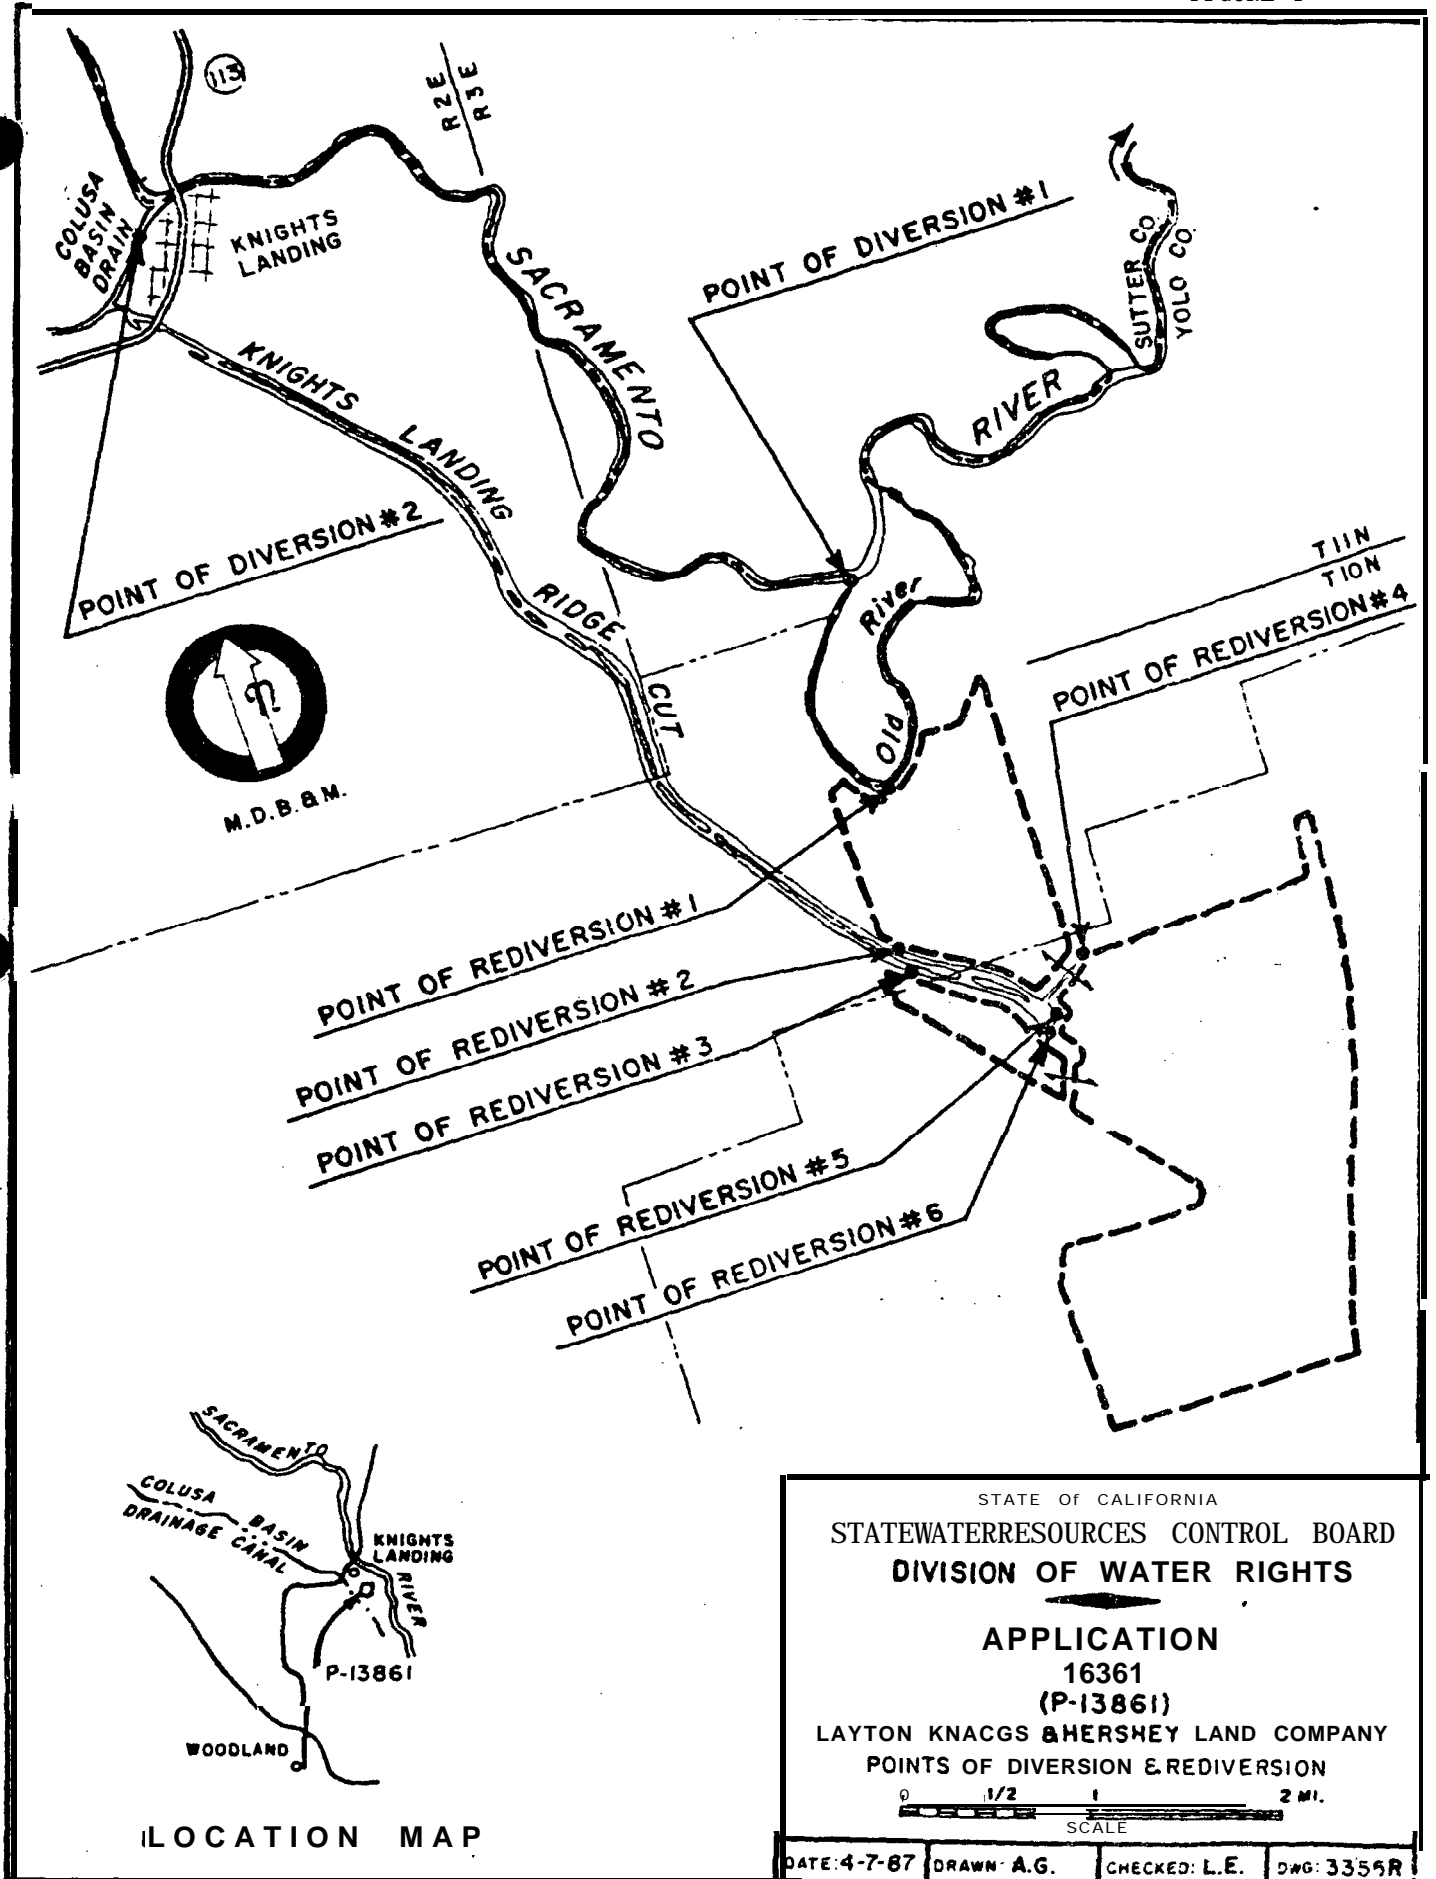 113
R2E
R3E
COLUSA
BASIN
DRAIN
KNIGHTS
LANDING
SACRAMENTO
RIVER
POINT OF DIVERSION #1
SUTTER CO.
YOLO CO.
KNIGHTS LANDING RIDGE CUT
POINT OF DIVERSION #2
Old River
T11N
T10N
POINT OF REDIVERSION #4
M.D.B.&M.
POINT OF REDIVERSION #1
POINT OF REDIVERSION #2
POINT OF REDIVERSION #3
POINT OF REDIVERSION #5
POINT OF REDIVERSION #6
SACRAMENTO
RIVER
COLUSA BASIN
DRAINAGE CANAL
KNIGHTS
LANDING
P-13861
WOODLAND
LOCATION MAP
STATE Of CALIFORNIA
STATEWATERRESOURCES CONTROL BOARD
DIVISION OF WATER RIGHTS
APPLICATION
16361
(P-13861)
LAYTON KNACGS &HERSHEY LAND COMPANY
POINTS OF DIVERSION & REDIVERSION
0 1/2 1 2 MI.
SCALE
DATE: 4-7-87 DRAWN: A.G. CHECKED: L.E. DWG: 3355R